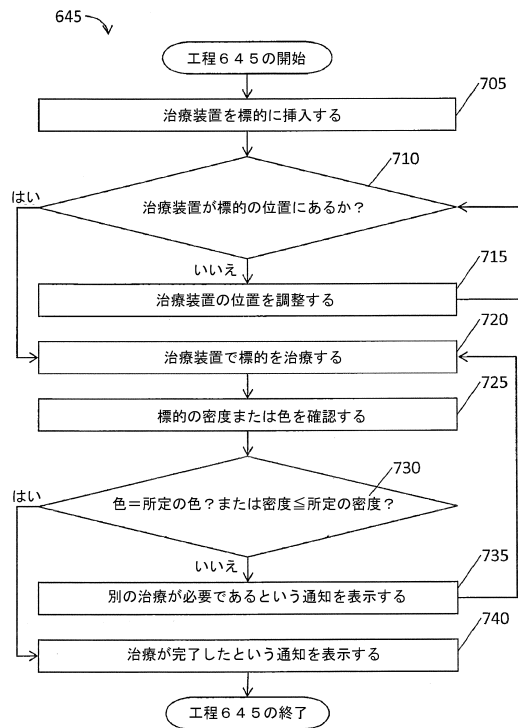 645
工程645の開始
705
治療装置を標的に挿入する
710
はい
治療装置が標的の位置にあるか?
いいえ
715
治療装置の位置を調整する
720
治療装置で標的を治療する
725
標的の密度または色を確認する
730
はい
色=所定の色?または密度≦所定の密度?
いいえ
735
別の治療が必要であるという通知を表示する
740
治療が完了したという通知を表示する
工程645の終了